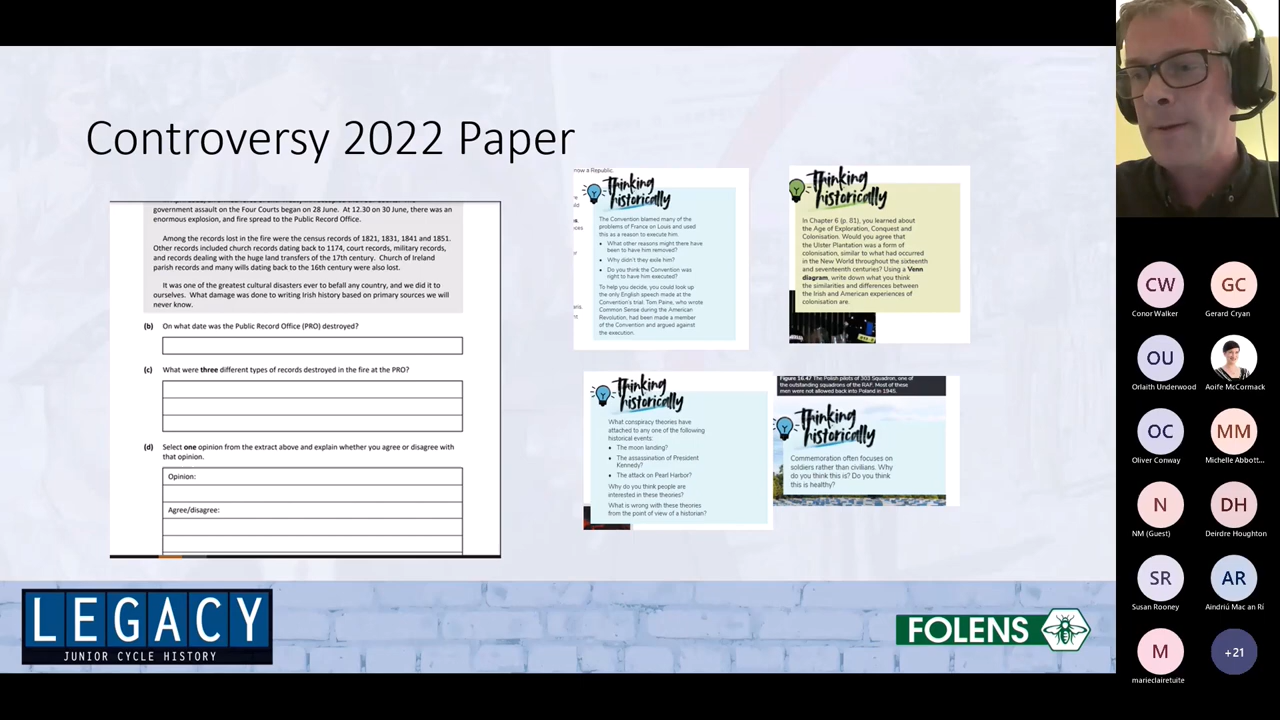 Controversy 2022 Paper
government assault on the Four Courts began on 28 June. At 12.30 on 30 June, there was an
enormous explosion, and fire spread to the Public Record Office.
Among the records lost in the fire were the census records of 1821, 1831, 1841 and 1851.
Other records included church records dating back to 1174, court records, military records,
and records dealing with the huge land transfers of the 17th century. Church of Ireland
parish records and many wills dating back to the 16th century were also lost.
It was one of the greatest cultural disasters ever to befall any country, and we did it to
ourselves. What damage was done to writing Irish history based on primary sources we will
never know.
(b) On what date was the Public Record Office (PRO) destroyed?
(c) What were three different types of records destroyed in the fire at the PRO?
(d) Select one opinion from the extract above and explain whether you agree or disagree with
that opinion.
Opinion:
Agree/disagree:
now a Republic.
Thinking
historically
The Convention blamed many of the
problems of France on Louis and used
this as a reason to execute him.
• What other reasons might there have
been to have him removed?
• Why didn't they exile him?
• Do you think the Convention was
right to have him executed?
To help you decide, you could look up
the only English speech made at the
Convention's trial: Tom Paine, who wrote
Common Sense during the American
Revolution, had been made a member
of the Convention and argued against
the execution.
Thinking
historically
In Chapter 6 (p. 81), you learned about
the Age of Exploration, Conquest and
Colonisation. Would you agree that
the Ulster Plantation was a form of
colonisation, similar to what had occurred
in the New World throughout the sixteenth
and seventeenth centuries? Using a Venn
diagram, write down what you think
the similarities and differences between
the Irish and American experiences of
colonisation are.
Thinking
historically
What conspiracy theories have
attached to any one of the following
historical events:
• The moon landing?
• The assassination of President
Kennedy?
• The attack on Pearl Harbor?
Why do you think people are
interested in these theories?
What is wrong with these theories
from the point of view of a historian?
Figure 16.47 The Polish pilots of 303 Squadron, one of
the outstanding squadrons of the RAF. Most of these
men were not allowed back into Poland in 1945.
Thinking
historically
Commemoration often focuses on
soldiers rather than civilians. Why
do you think this is? Do you think
this is healthy?
LEGACY
JUNIOR CYCLE HISTORY
FOLENS
CW
Conor Walker
GC
Gerard Cryan
OU
Orlaith Underwood
Aoife McCormack
OC
Oliver Conway
MM
Michelle Abbott...
N
NM (Guest)
DH
Deirdre Houghton
SR
Susan Rooney
AR
Aindriú Mac an Rí
M
marieclairetuite
+21